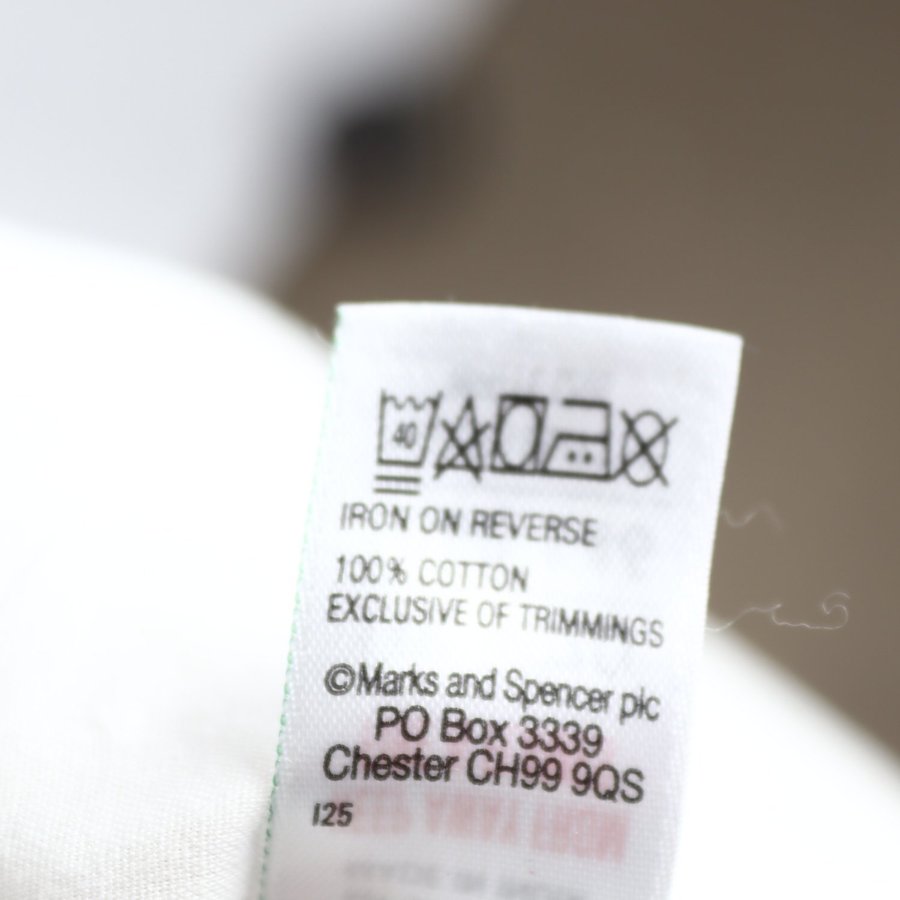 40
IRON ON REVERSE
100% COTTON
EXCLUSIVE OF TRIMMINGS
©Marks and Spencer plc
PO Box 3339
Chester CH99 9QS
I25